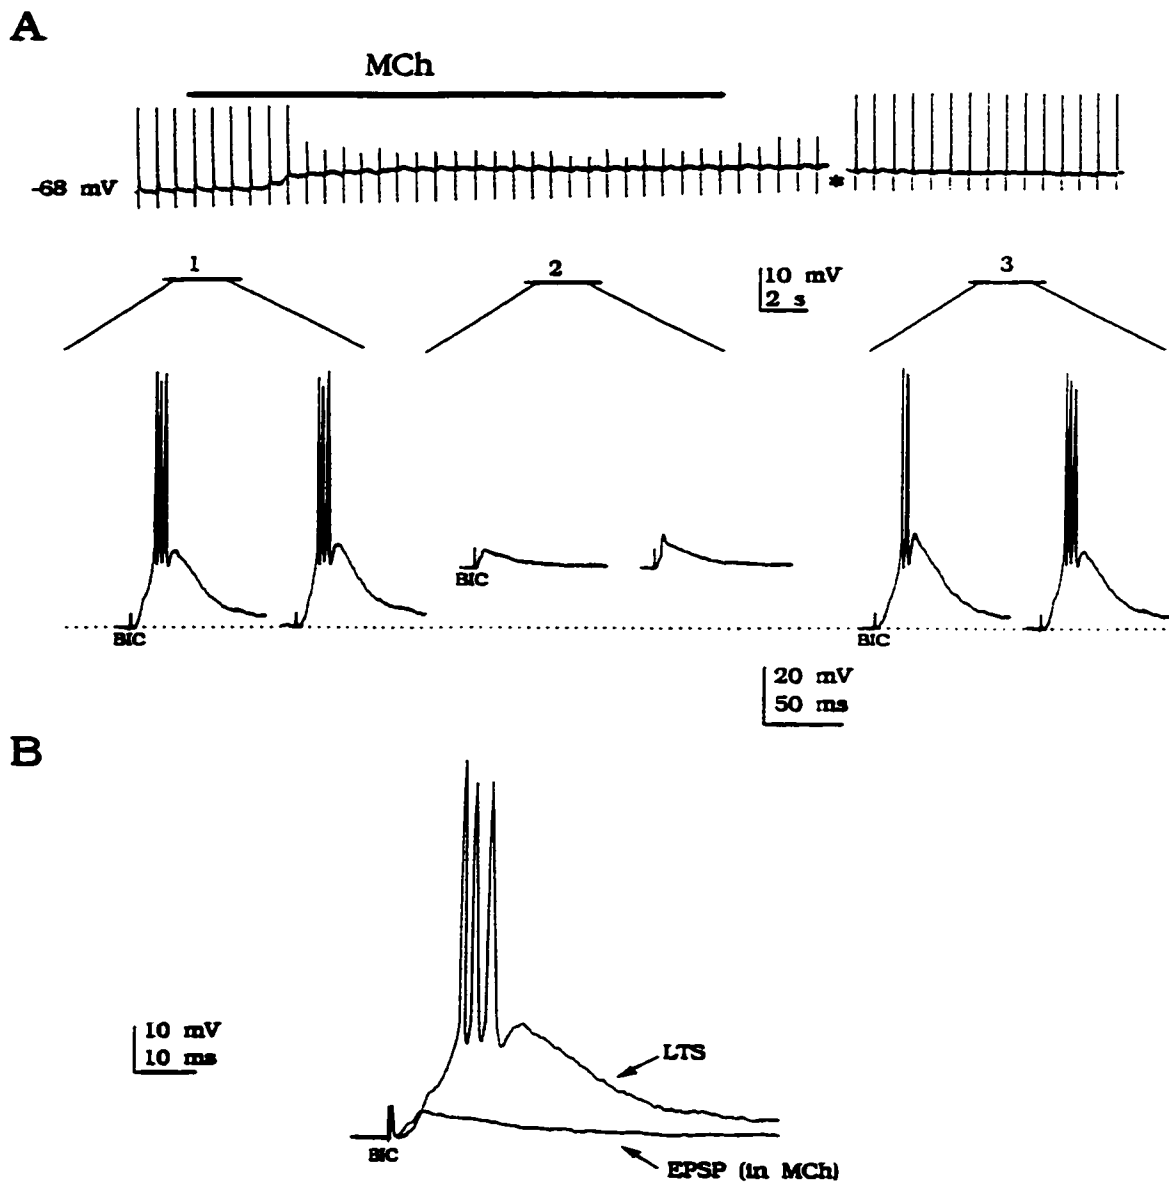 A
MCh
-68 mV
*
1
2
3
10 mV
2 s
BIC
BIC
BIC
20 mV
50 ms
B
10 mV
10 ms
LTS
BIC
EPSP (in MCh)